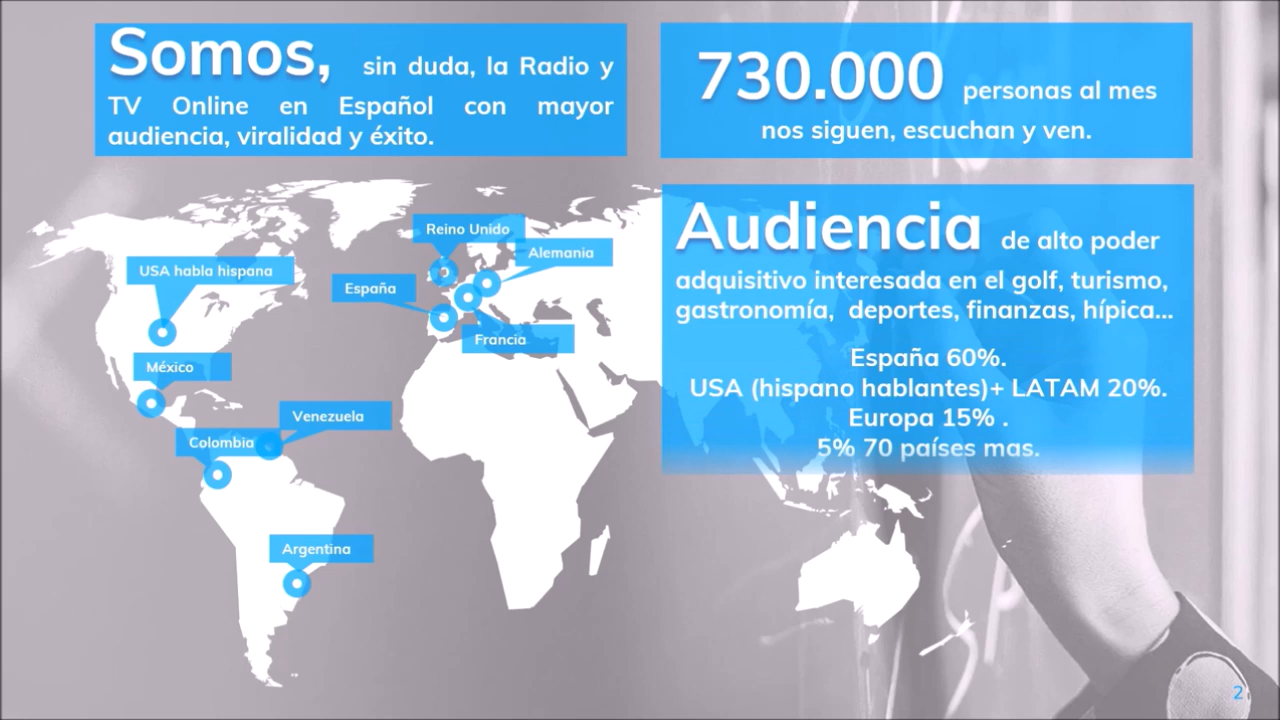 Somos, sin duda, la Radio y
TV Online en Español con mayor
audiencia, viralidad y éxito.
730.000 personas al mes
nos siguen, escuchan y ven.
Audiencia de alto poder
adquisitivo interesada en el golf, turismo,
gastronomía, deportes, finanzas, hípica...
España 60%.
USA (hispano hablantes)+ LATAM 20%.
Europa 15% .
5% 70 países mas.
Reino Unido
Alemania
USA habla hispana
España
Francia
México
Venezuela
Colombia
Argentina
2